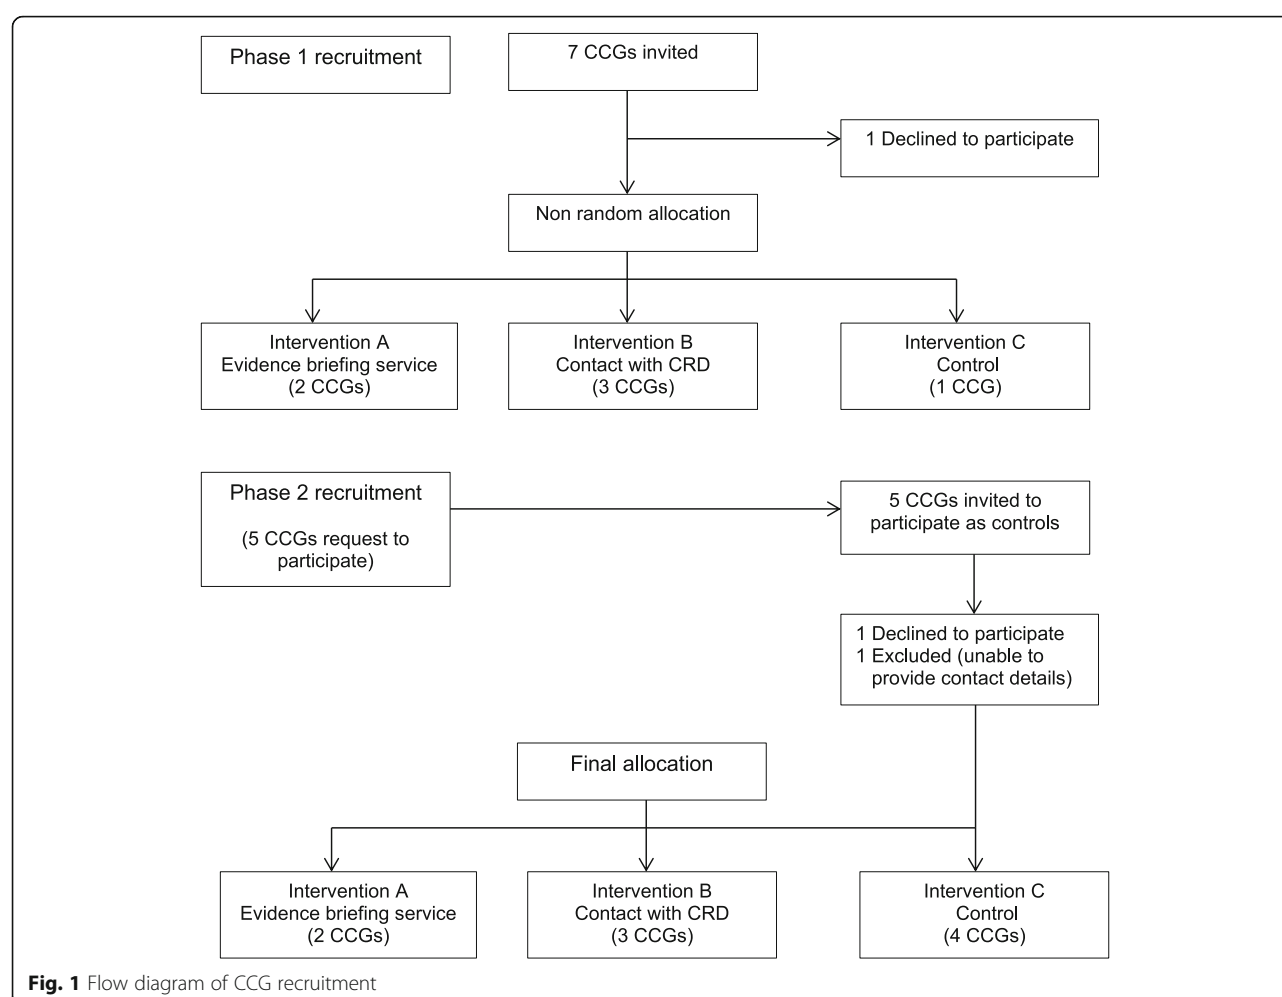 Phase 1 recruitment
7 CCGs invited
1 Declined to participate
Non random allocation
Intervention A
Evidence briefing service
(2 CCGs)
Intervention B
Contact with CRD
(3 CCGs)
Intervention C
Control
(1 CCG)
Phase 2 recruitment
(5 CCGs request to
participate)
5 CCGs invited to
participate as controls
1 Declined to participate
1 Excluded (unable to
provide contact details)
Final allocation
Intervention A
Evidence briefing service
(2 CCGs)
Intervention B
Contact with CRD
(3 CCGs)
Intervention C
Control
(4 CCGs)
Fig. 1 Flow diagram of CCG recruitment